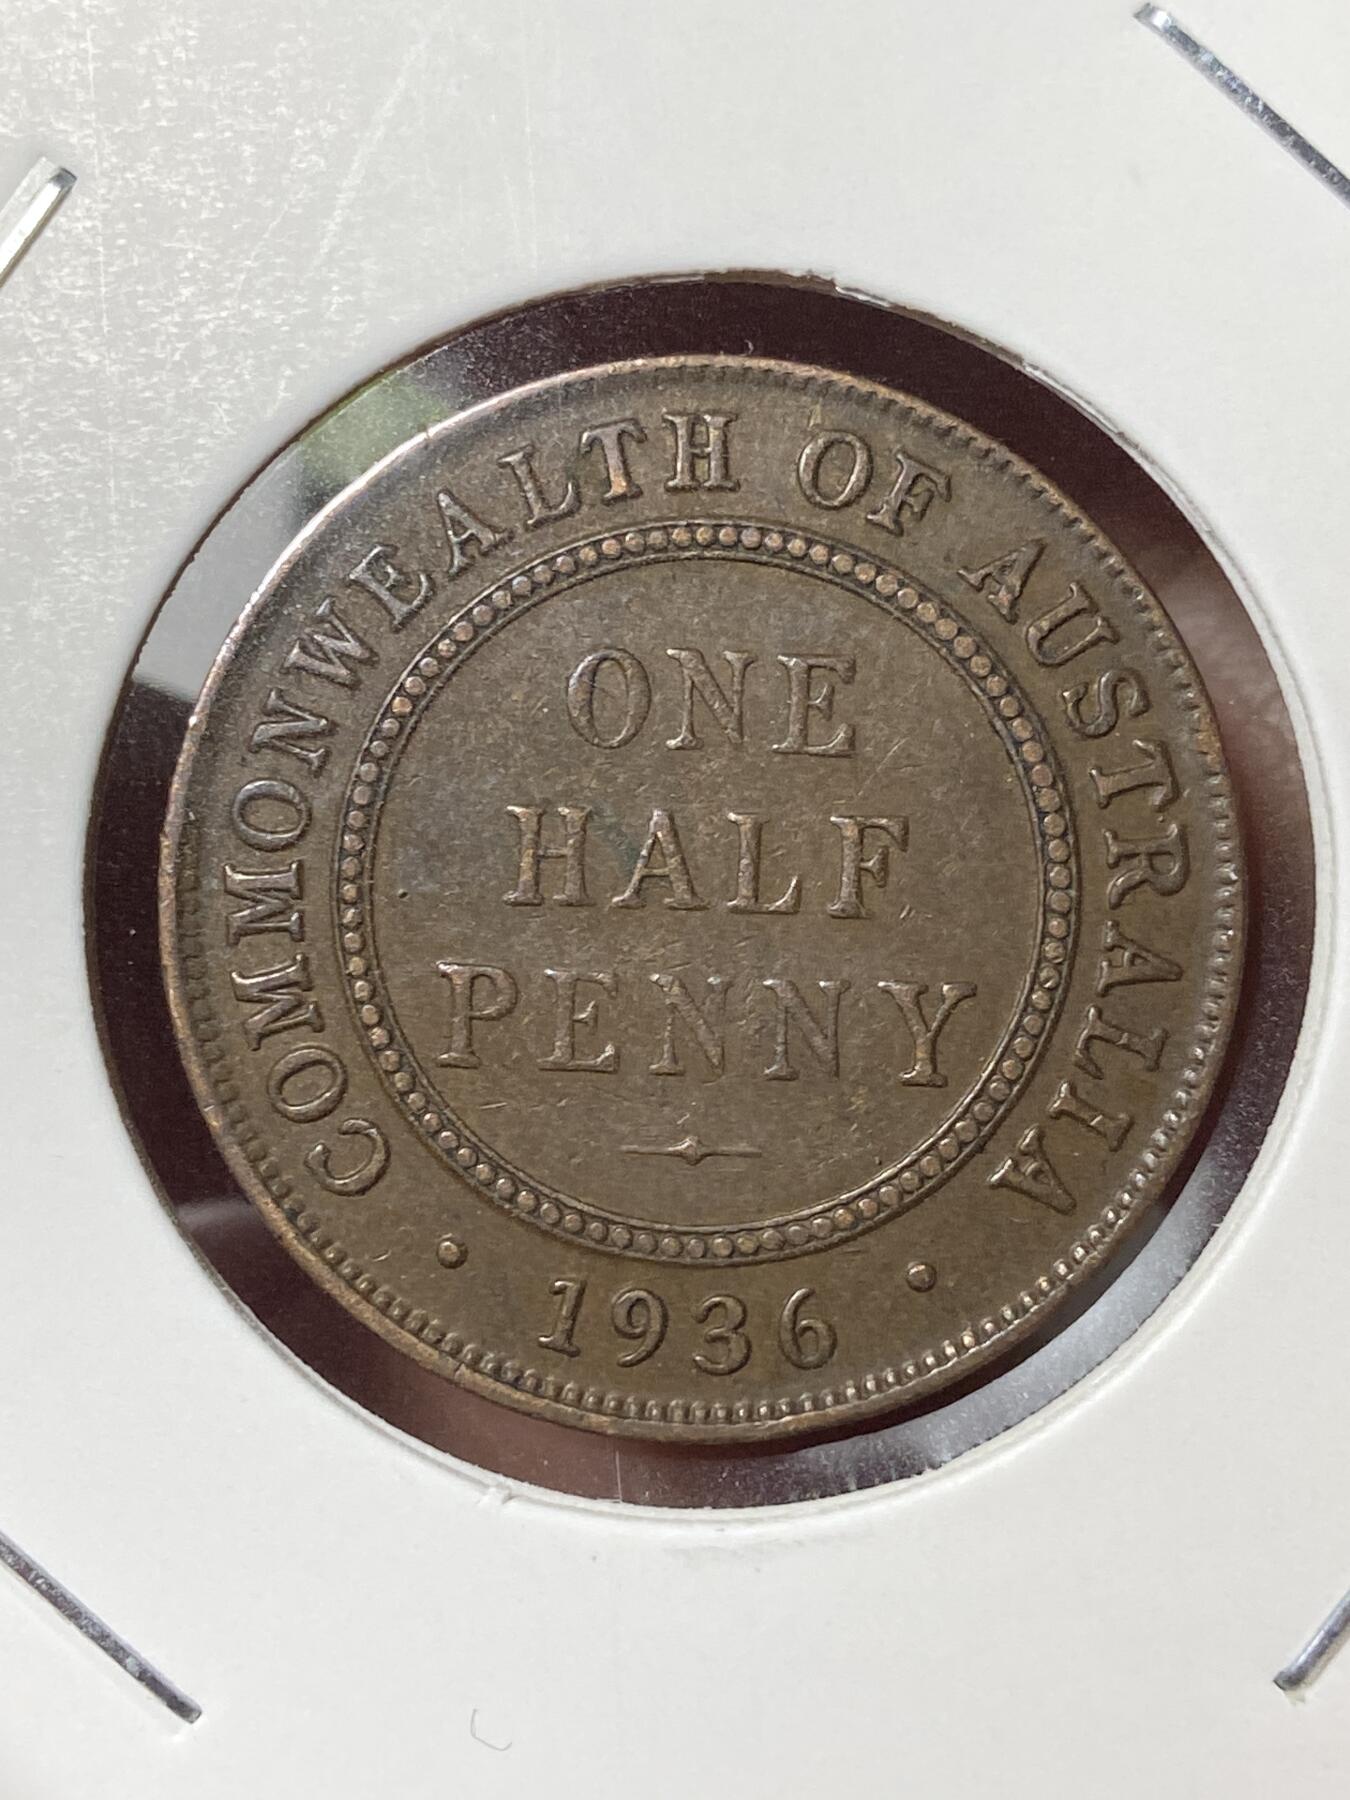 COMMONWEALTH OF AUSTRALIA
ONE
HALF
PENNY
· 1936 ·